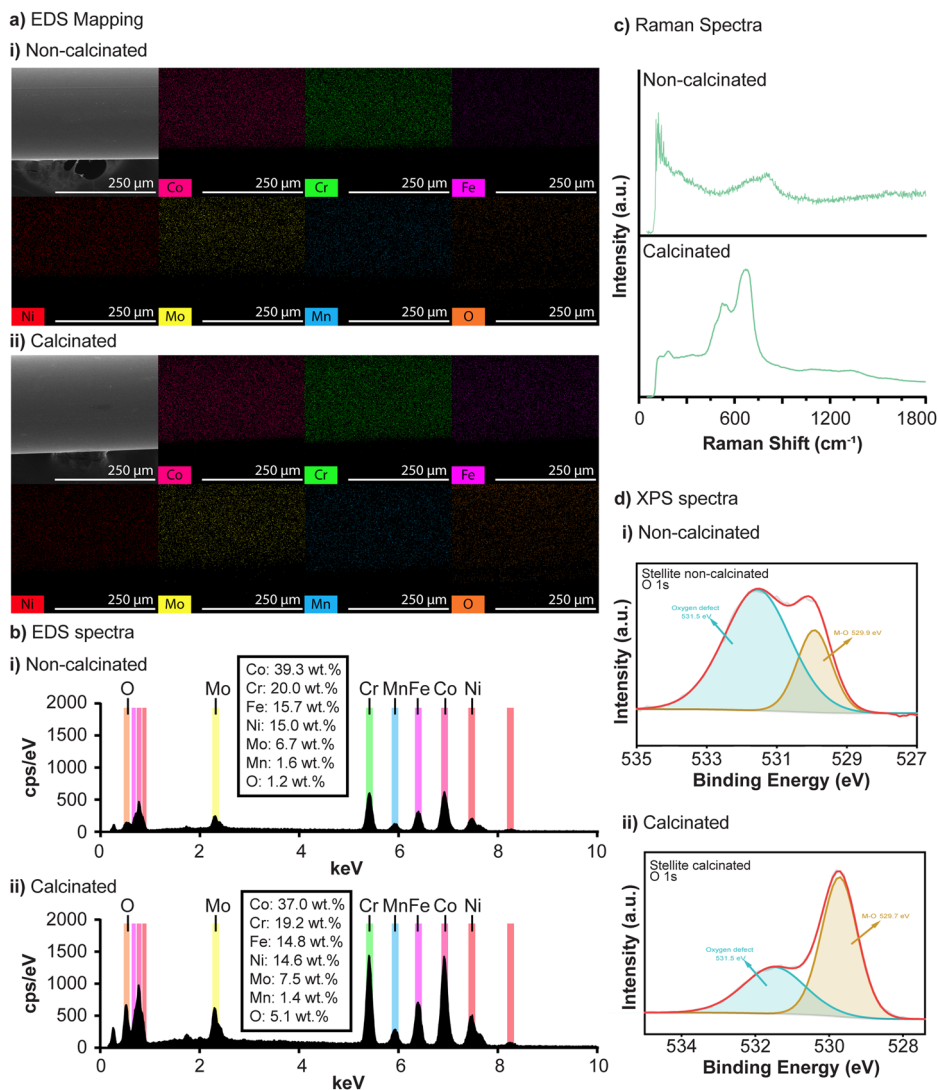 a) EDS Mapping
i) Non-calcinated
250 µm
250 µm
Co
250 µm
Cr
250 µm
Fe
250 µm
Ni
250 µm
Mo
250 µm
Mn
250 µm
O
250 µm
ii) Calcinated
250 µm
250 µm
Co
250 µm
Cr
250 µm
Fe
250 µm
Ni
250 µm
Mo
250 µm
Mn
250 µm
O
250 µm
b) EDS spectra
i) Non-calcinated
Co: 39.3 wt.%
Cr: 20.0 wt.%
Fe: 15.7 wt.%
Ni: 15.0 wt.%
Mo: 6.7 wt.%
Mn: 1.6 wt.%
O: 1.2 wt.%
O Mo Cr Mn Fe Co Ni
2000
1500
1000
500
0
cps/eV
0 2 4 6 8 10
keV
ii) Calcinated
Co: 37.0 wt.%
Cr: 19.2 wt.%
Fe: 14.8 wt.%
Ni: 14.6 wt.%
Mo: 7.5 wt.%
Mn: 1.4 wt.%
O: 5.1 wt.%
O Mo Cr Mn Fe Co Ni
2000
1500
1000
500
0
cps/eV
0 2 4 6 8 10
keV
c) Raman Spectra
Non-calcinated
Calcinated
Intensity (a.u.)
0 600 1200 1800
Raman Shift (cm⁻¹)
d) XPS spectra
i) Non-calcinated
Stellite non-calcinated
O 1s
Oxygen defect
531.5 eV
M-O 529.9 eV
Intensity (a.u.)
535 533 531 529 527
Binding Energy (eV)
ii) Calcinated
Stellite calcinated
O 1s
Oxygen defect
531.5 eV
M-O 529.7 eV
Intensity (a.u.)
534 532 530 528
Binding Energy (eV)